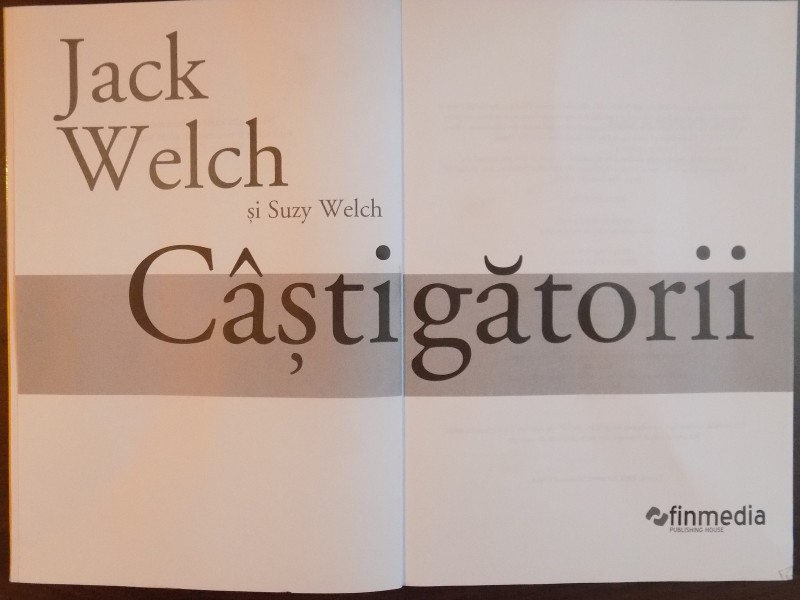 Jack
Welch
și Suzy Welch
Câștigătorii
finmedia
PUBLISHING HOUSE